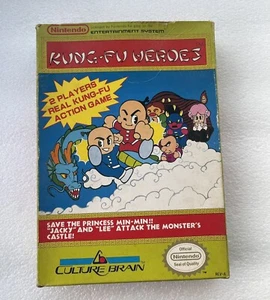 Nintendo
ENTERTAINMENT SYSTEM
KUNG-FU HEROES
2 PLAYERS
REAL KUNG-FU
ACTION GAME
SAVE THE PRINCESS MIN-MIN!!
"JACKY" AND "LEE" ATTACK THE MONSTER'S
CASTLE!
CULTURE BRAIN
Official
Nintendo
Seal of Quality